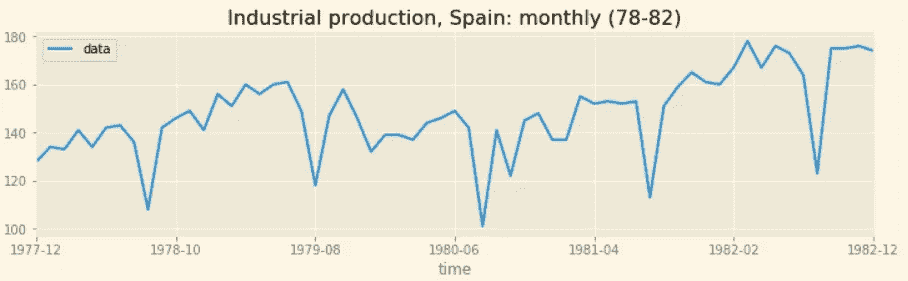 Industrial production, Spain: monthly (78-82)
data
180
160
140
120
100
1977-12 1978-10 1979-08 1980-06 1981-04 1982-02 1982-12
time